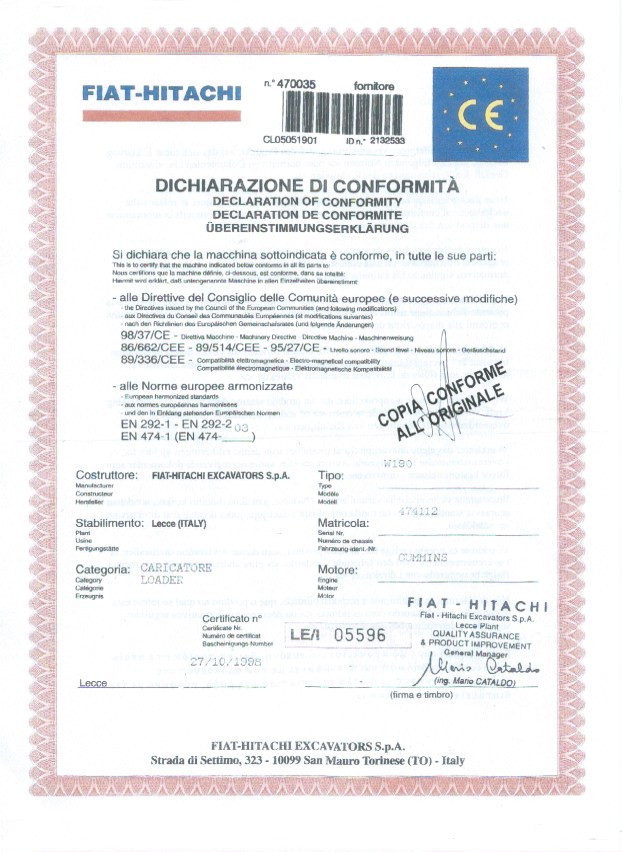 FIAT-HITACHI
n.° 470035 fornitore
CL05051901 ID n.° 2132533
CE
DICHIARAZIONE DI CONFORMITÀ
DECLARATION OF CONFORMITY
DECLARATION DE CONFORMITE
ÜBEREINSTIMMUNGSERKLÄRUNG
Si dichiara che la macchina sottoindicata è conforme, in tutte le sue parti:
This is to certify that the machine indicated below conforms in all its parts to:
Nous certifions que la machine définie, ci-dessous, est conforme, dans sa totalité:
Hiermit wird erklärt, daß untengenannte Maschine in allen Einzelheiten übereinstimmt:
- alle Direttive del Consiglio delle Comunità europee (e successive modifiche)
- the Directives issued by the Council of the European Communities (and following modifications)
- aux Directives du Conseil des Communautés Européennes (si modifications suivantes)
- nach den Richtlinien des Europäischen Gemeinschaftsrates (und folgende Änderungen)
98/37/CE - Direttiva Macchine - Machinery Directive - Directive Machine - Maschinenweisung
86/662/CEE - 89/514/CEE - 95/27/CE - Livello sonoro - Sound level - Niveau sonore - Geräuschstand
89/336/CEE - Compatibilità elettromagnetica - Electro-magnetical compatibility
Compatibilité électromagnetique - Elektromagnetische Kompatibilität
- alle Norme europee armonizzate
- European harmonized standards
- aux normes européennes harmonisées
- und den in Einklang stehenden Europäischen Normen
EN 292-1 - EN 292-2
EN 474-1 (EN 474-03)
COPIA CONFORME
ALL'ORIGINALE
Costruttore: FIAT-HITACHI EXCAVATORS S.p.A.
Manufacturer
Constructeur
Hersteller
Tipo: W190
Type
Modèle
Modell
Stabilimento: Lecce (ITALY)
Plant
Usine
Fertigungstätte
Matricola: 474112
Serial Nr.
Numéro de chassis
Fahrzeug-Ident.-Nr.
Categoria: CARICATORE
Category LOADER
Catégorie
Erzeugnis
Motore: CUMMINS
Engine
Moteur
Motor
Certificato n°
Certificate Nr.
Numéro de certificat
Bescheinigungs-Number
LE/I 05596
FIAT - HITACHI
Fiat - Hitachi Excavators S.p.A.
Lecce Plant
QUALITY ASSURANCE
& PRODUCT IMPROVEMENT
General Manager
Mario Cataldo
(ing. Mario CATALDO)
27/10/1998
Lecce
(firma e timbro)
FIAT-HITACHI EXCAVATORS S.p.A.
Strada di Settimo, 323 - 10099 San Mauro Torinese (TO) - Italy